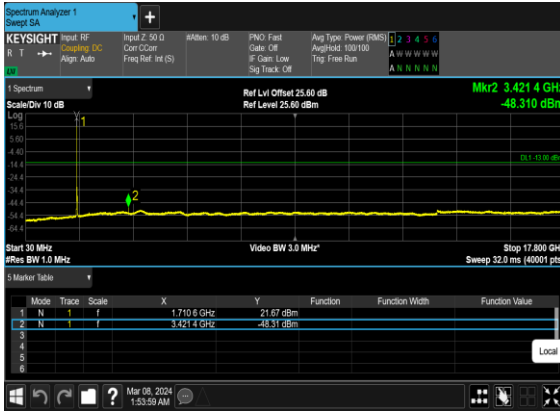 Spectrum Analyzer 1
Swept SA
+
KEYSIGHT
R T
LV
Input: RF
Coupling: DC
Align: Auto
Input Z: 50 Ω
Corr CCorr
Freq Ref: Int (S)
#Atten: 10 dB
PNO: Fast
Gate: Off
IF Gain: Low
Sig Track: Off
Avg Type: Power (RMS)
Avg|Hold: 100/100
Trig: Free Run
1 2 3 4 5 6
A W W W W W
A N N N N N
1 Spectrum
Scale/Div 10 dB
Ref Lvl Offset 25.60 dB
Ref Level 25.60 dBm
Mkr2 3.421 4 GHz
-48.310 dBm
Log
15.6
5.60
-4.40
-14.4
-24.4
-34.4
-44.4
-54.4
-64.4
1
2
DL1 -13.00 dBm
Start 30 MHz
#Res BW 1.0 MHz
Video BW 3.0 MHz*
Stop 17.800 GHz
Sweep 32.0 ms (40001 pts)
5 Marker Table
Mode Trace Scale X Y Function Function Width Function Value
1 N 1 f 1.710 6 GHz 21.67 dBm
2 N 1 f 3.421 4 GHz -48.31 dBm
3
4
5
6
Local
?
Mar 08, 2024
1:53:59 AM